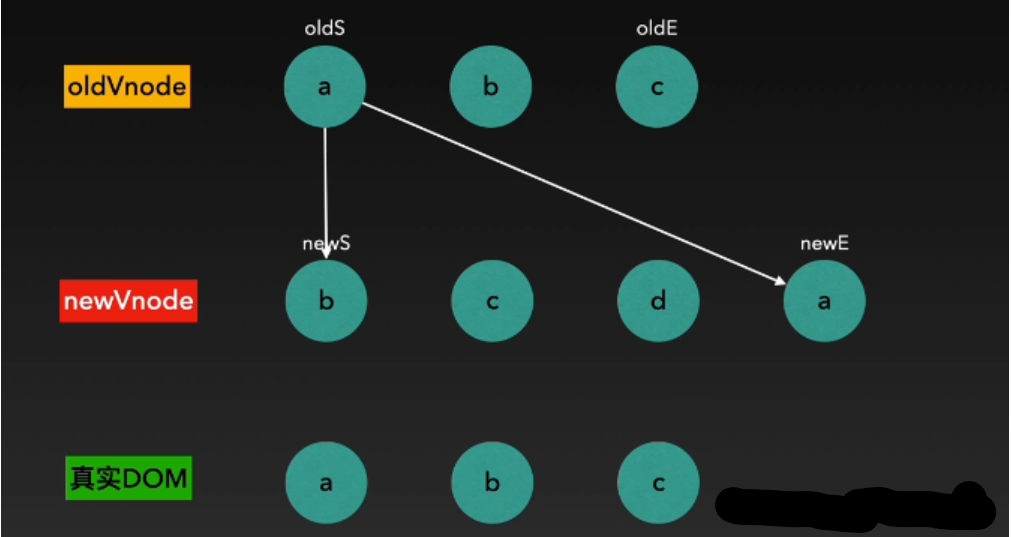 oldS oldE
oldVnode a b c
newS newE
newVnode b c d a
真实DOM a b c